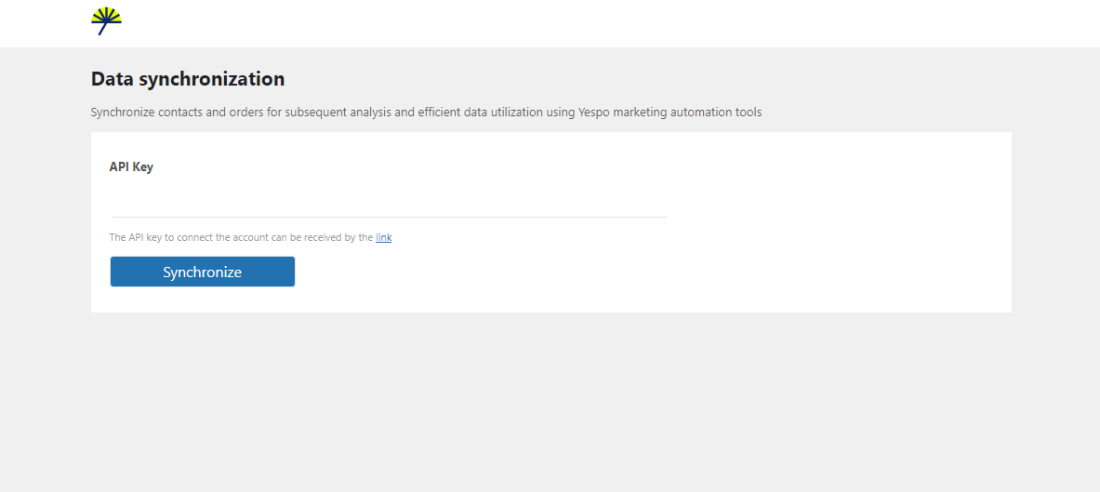 Data synchronization
Synchronize contacts and orders for subsequent analysis and efficient data utilization using Yespo marketing automation tools
API Key
The API key to connect the account can be received by the link
Synchronize